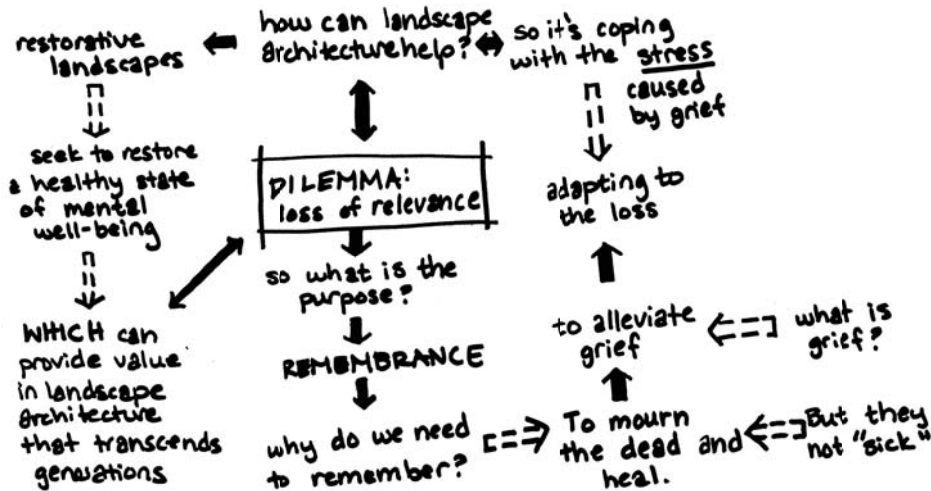 how can landscape
architecture help?
restorative
landscapes
seek to restore
a healthy state
of mental
well-being
WHICH can
provide value
in landscape
architecture
that transcends
generations
DILEMMA:
loss of relevance
so what is the
purpose?
REMEMBRANCE
why do we need
to remember?
To mourn
the dead and
heal.
But they
not "sick"
to alleviate
grief
what is
grief?
adapting to
the loss
so it's coping
with the stress
caused
by grief